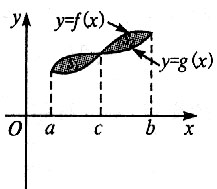 y
y=f(x)
y=g(x)
O a c b x